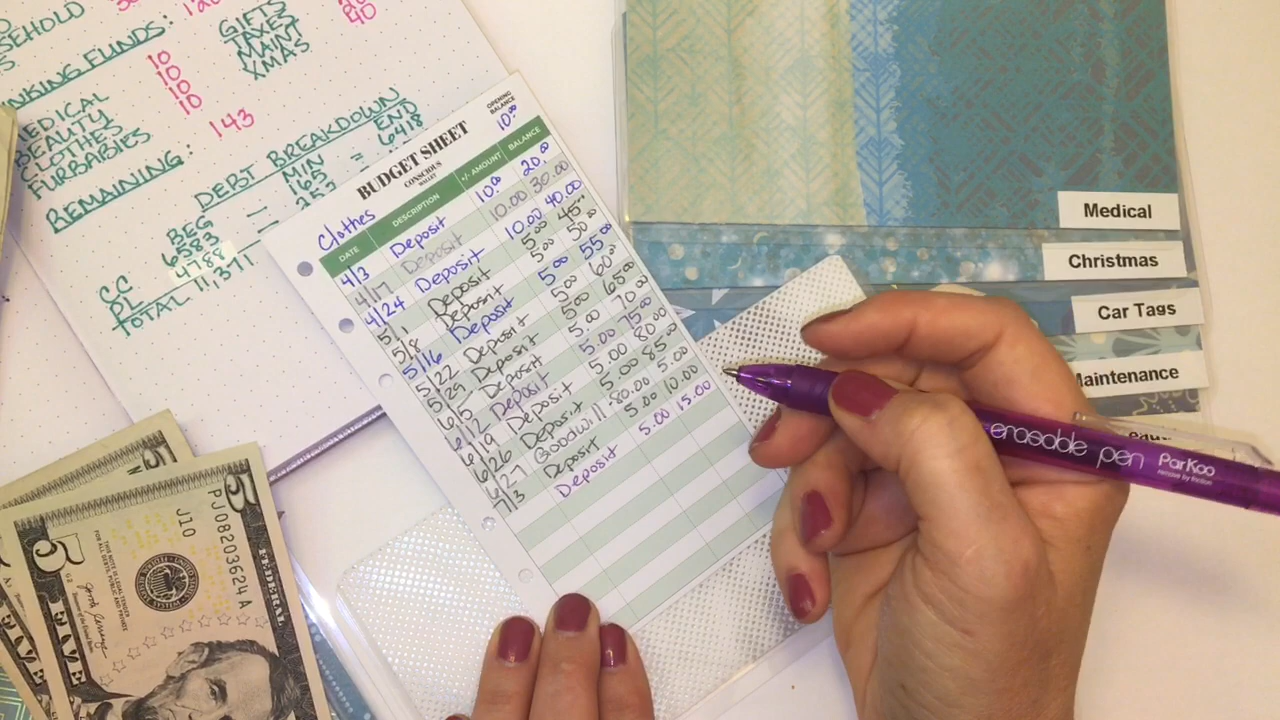 GIFTS
TAXES
MAINT
XMAS 40
MEDICAL 10
BEAUTY 10
CLOTHES 10
FURBABIES 10
REMAINING: 143
DEBT BREAKDOWN
BEG MIN END
CC 6583 - 165 = 6418
PL 4788 -
TOTAL 11,371
BUDGET SHEET
CONSCIOUS
WALLET
OPENING
BALANCE
10.00
Clothes
DATE DESCRIPTION +/- AMOUNT BALANCE
4/3 Deposit 10.00 20.00
4/17 Deposit 10.00 30.00
4/24 Deposit 10.00 40.00
5/1 Deposit 5.00 45.00
5/8 Deposit 5.00 50.00
5/16 Deposit 5.00 55.00
5/22 Deposit 5.00 60.00
5/29 Deposit 5.00 65.00
6/5 Deposit 5.00 70.00
6/12 Deposit 5.00 75.00
6/19 Deposit 5.00 80.00
6/26 Deposit 5.00 85.00
6/27 Goodwill 80.00 5.00
7/3 Deposit 5.00 10.00
Deposit 5.00 15.00
Medical
Christmas
Car Tags
Maintenance
erasable pen ParKoo
5
PJ08203624A
J10
FEDERAL
FIVE